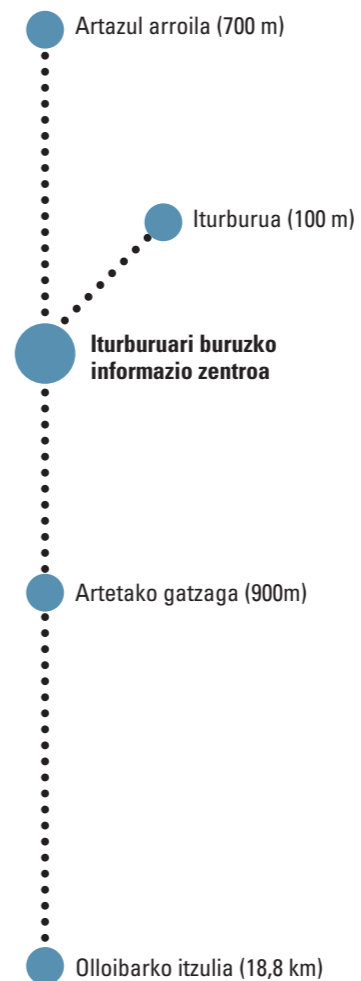 Artazul arroila (700 m)
Iturburua (100 m)
Iturburuari buruzko
informazio zentroa
Artetako gatzaga (900m)
Olloibarko itzulia (18,8 km)